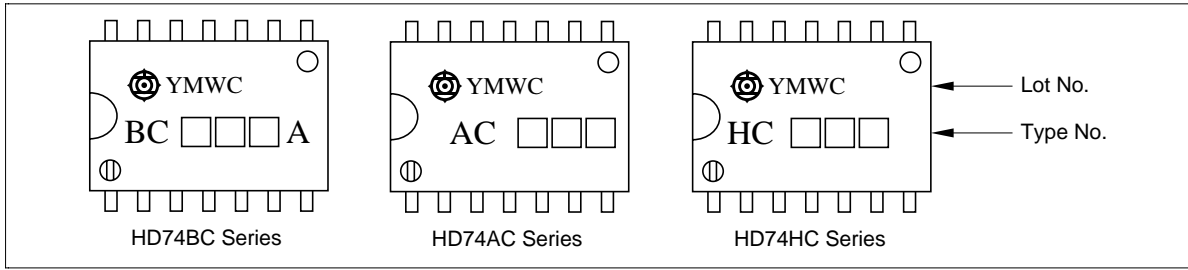 YMWC
BC □□□ A
HD74BC Series
YMWC
AC □□□
HD74AC Series
YMWC
HC □□□
HD74HC Series
Lot No.
Type No.